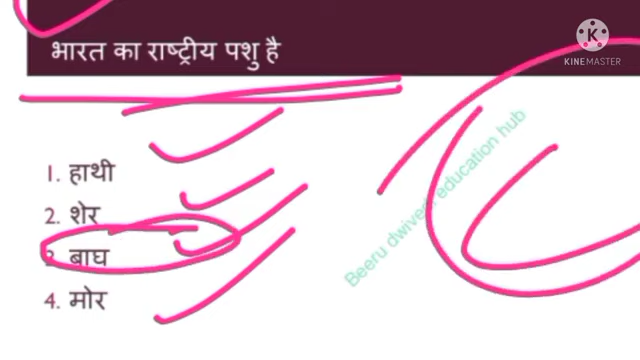 भारत का राष्ट्रीय पशु है
K
KINEMASTER
1. हाथी
2. शेर
3. बाघ
4. मोर
Beeru dwivedi education hub